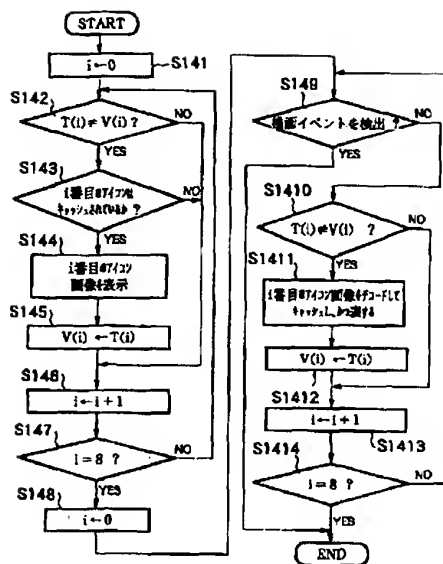 START
i←0
S141
S142
T(i)≠V(i)?
NO
YES
S143
i番目のアイコンは
キャッシュされているか ?
NO
YES
S144
i番目のアイコン
画像を表示
S145
V(i) ← T(i)
S146
i←i+1
S147
i=8 ?
NO
YES
S148
i←0
S149
イベントを検出 ?
NO
YES
S1410
T(i)≠V(i) ?
NO
YES
S1411
i番目のアイコン画像をデコードして
キャッシュし、かつ表
する
V(i) ← T(i)
S1412
i←i+1
S1413
S1414
i=8 ?
NO
YES
END